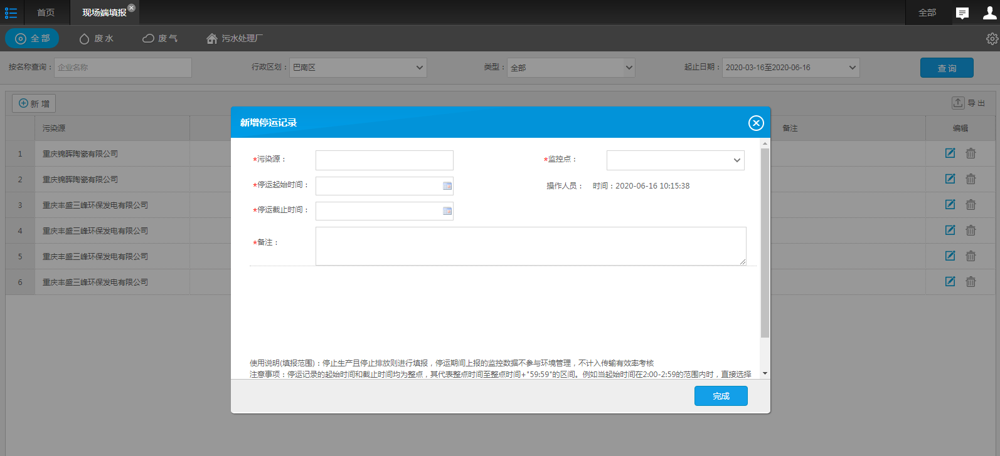 首页 现场端填报 全部
全部 废水 废气 污水处理厂
按名称查询： 企业名称 行政区划： 巴南区 类型： 全部 起止日期： 2020-03-16至2020-06-16 查 询
新 增 导 出
污染源 备注 编辑
1 重庆锦晖陶瓷有限公司
2 重庆锦晖陶瓷有限公司
3 重庆丰盛三峰环保发电有限公司
4 重庆丰盛三峰环保发电有限公司
5 重庆丰盛三峰环保发电有限公司
6 重庆丰盛三峰环保发电有限公司
新增停运记录
*污染源： *监控点：
*停运起始时间： 操作人员： 时间：2020-06-16 10:15:38
*停运截止时间：
*备注：
使用说明(填报范围)：停止生产且停止排放则进行填报，停运期间上报的监控数据不参与环境管理，不计入传输有效率考核
注意事项：停运记录的起始时间和截止时间均为整点，其代表整点时间至整点时间+"59:59"的区间。例如当起始时间在2:00-2:59的范围内时，直接选择
完成